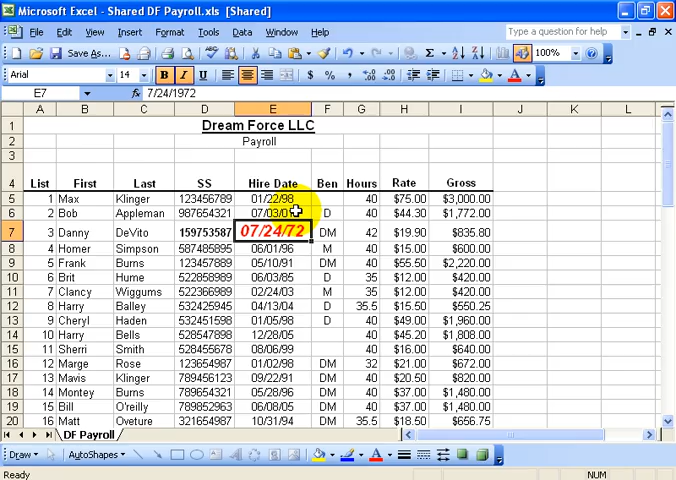 Microsoft Excel - Shared DF Payroll.xls [Shared]
File Edit View Insert Format Tools Data Window Help Type a question for help
Save As... Σ 100%
Arial 14 B I U $ % ,
E7 fx 7/24/1972
A B C D E F G H I J K L
1 Dream Force LLC
2 Payroll
3
4 List First Last SS Hire Date Ben Hours Rate Gross
5 1 Max Klinger 123456789 01/22/98 40 $75.00 $3,000.00
6 2 Bob Appleman 987654321 07/03/01 D 40 $44.30 $1,772.00
7 3 Danny DeVito 159753587 07/24/72 DM 42 $19.90 $835.80
8 4 Homer Simpson 587485895 06/01/96 M 40 $15.00 $600.00
9 5 Frank Burns 123789456 05/10/91 DM 40 $55.50 $2,220.00
10 6 Brit Hume 522858928 06/03/85 D 35 $12.00 $420.00
11 7 Clancy Wiggums 522366989 02/24/03 M 35 $12.00 $420.00
12 8 Harry Balley 532425945 04/13/04 D 35.5 $15.50 $550.25
13 9 Cheryl Haden 532451598 01/05/98 D 40 $49.00 $1,960.00
14 10 Harry Bells 528547898 12/28/05 40 $45.20 $1,808.00
15 11 Sherri Smith 528455678 08/06/99 40 $16.00 $640.00
16 12 Marge Rose 123654987 01/02/98 DM 32 $21.00 $672.00
17 13 Mavis Klinger 789456123 09/22/91 DM 40 $20.50 $820.00
18 14 Montey Burns 789654321 05/28/96 DM 40 $37.00 $1,480.00
19 15 Bill O'reilly 789852963 06/08/05 DM 40 $37.00 $1,480.00
20 16 Matt Oveture 321654987 10/31/94 DM 35.5 $18.50 $656.75
DF Payroll
Draw AutoShapes A
Ready NUM